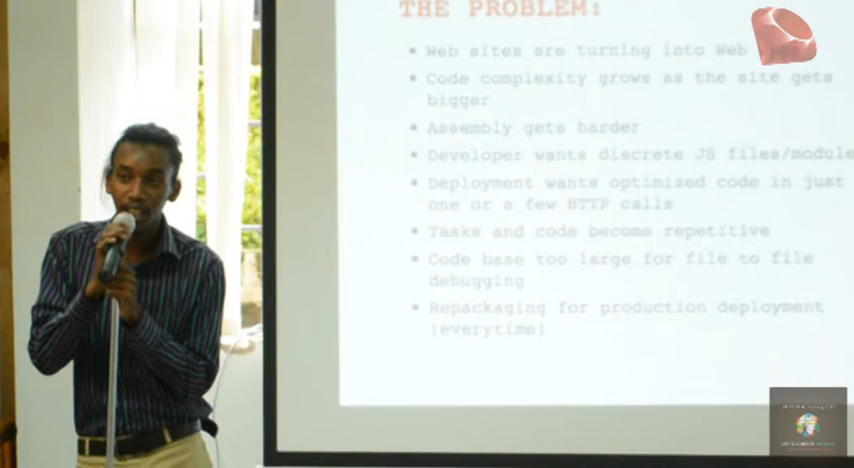 THE PROBLEM:
• Web sites are turning into Web Apps
• Code complexity grows as the site gets
bigger
• Assembly gets harder
• Developer wants discrete JS files/module
• Deployment wants optimized code in just
one or a few HTTP calls
• Tasks and code become repetitive
• Code base too large for file to file
debugging
• Repackaging for production deployment
(everytime)